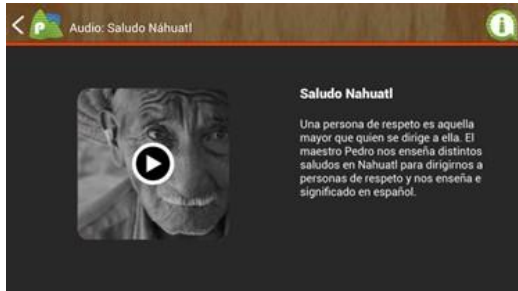 Audio: Saludo Náhuatl
Saludo Nahuatl
Una persona de respeto es aquella
mayor que quien se dirige a ella. El
maestro Pedro nos enseña distintos
saludos en Nahuatl para dirigirnos a
personas de respeto y nos enseña e
significado en español.